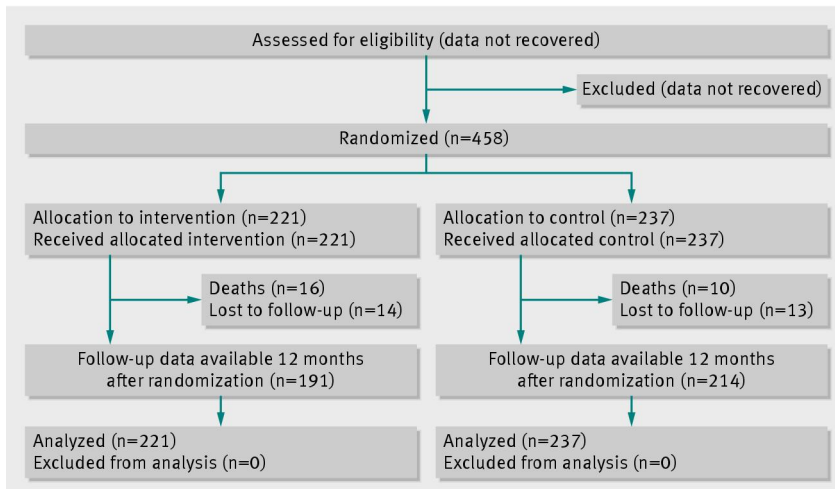 Assessed for eligibility (data not recovered)
Excluded (data not recovered)
Randomized (n=458)
Allocation to intervention (n=221)
Received allocated intervention (n=221)
Allocation to control (n=237)
Received allocated control (n=237)
Deaths (n=16)
Lost to follow-up (n=14)
Deaths (n=10)
Lost to follow-up (n=13)
Follow-up data available 12 months
after randomization (n=191)
Follow-up data available 12 months
after randomization (n=214)
Analyzed (n=221)
Excluded from analysis (n=0)
Analyzed (n=237)
Excluded from analysis (n=0)